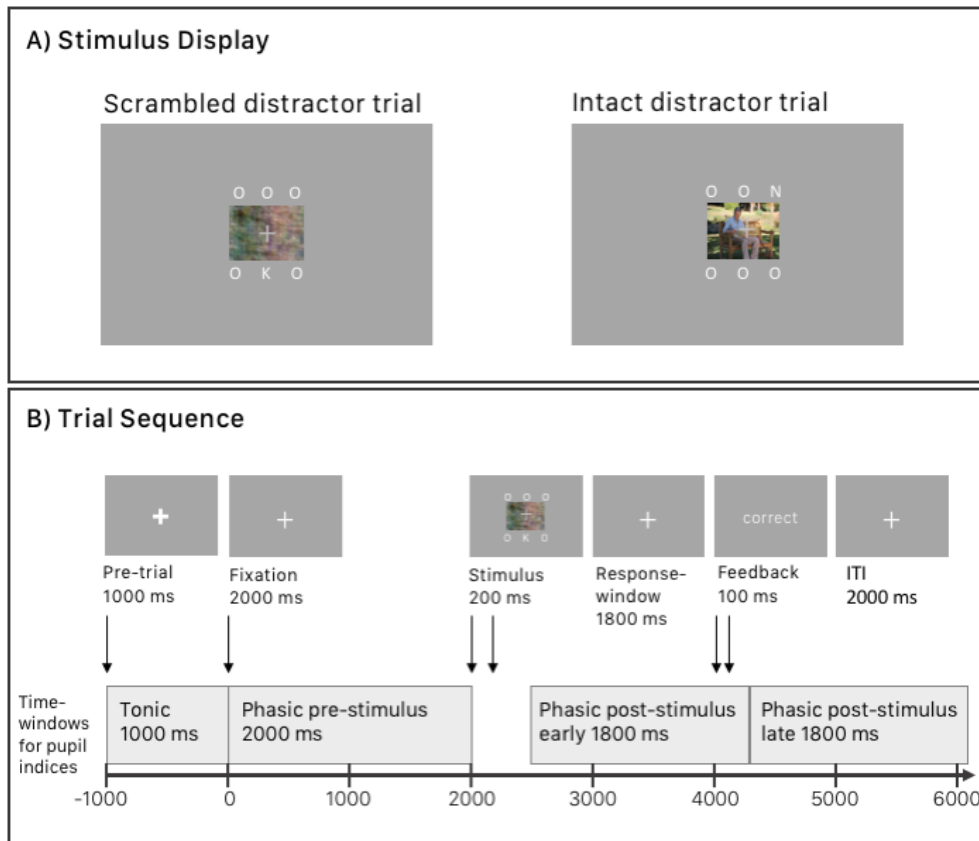 A) Stimulus Display
Scrambled distractor trial
Intact distractor trial
O O O
O K O
O O N
O O O
B) Trial Sequence
O O O
O K O
correct
Pre-trial
1000 ms
Fixation
2000 ms
Stimulus
200 ms
Response-
window
1800 ms
Feedback
100 ms
ITI
2000 ms
Time-
windows
for pupil
indices
Tonic
1000 ms
Phasic pre-stimulus
2000 ms
Phasic post-stimulus
early 1800 ms
Phasic post-stimulus
late 1800 ms
-1000 0 1000 2000 3000 4000 5000 6000